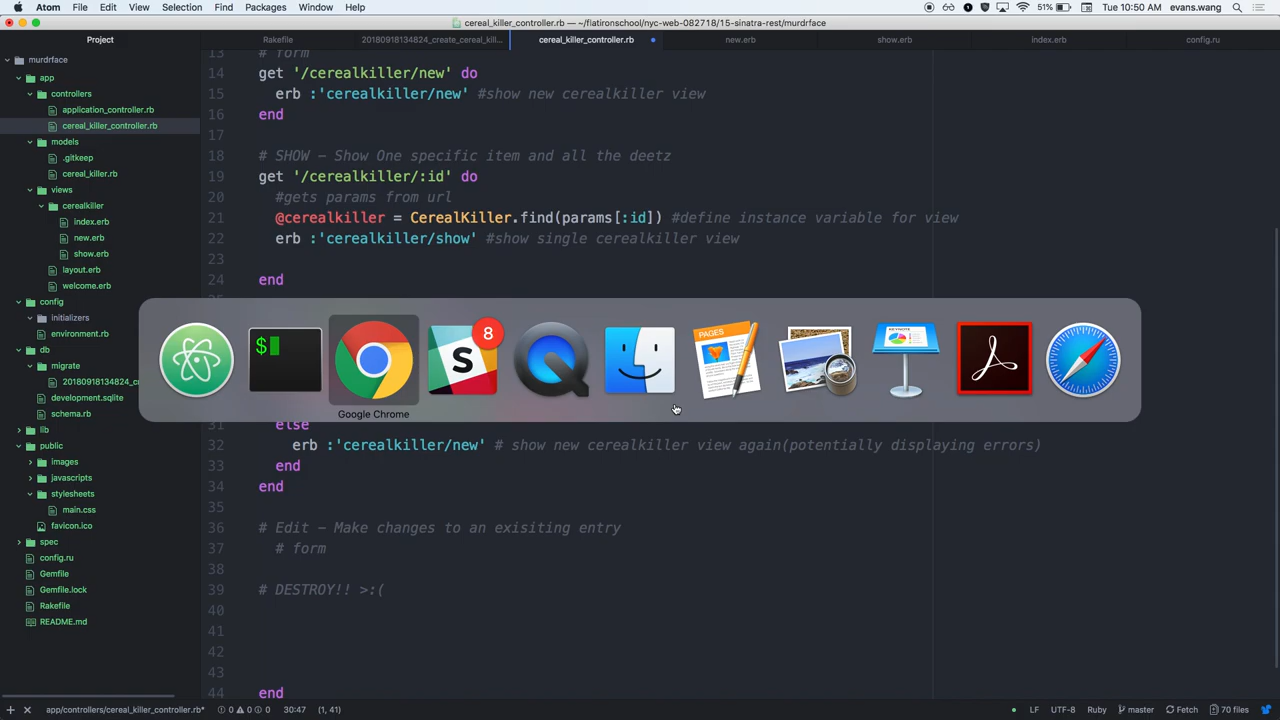 Atom File Edit View Selection Find Packages Window Help 1 51% Tue 10:50 AM evans.wang
cereal_killer_controller.rb — ~/flatironschool/nyc-web-082718/15-sinatra-rest/murdrface
Project Rakefile 20180918134824_create_cereal_kill... cereal_killer_controller.rb new.erb show.erb index.erb config.ru
murdrface
app
controllers
application_controller.rb
cereal_killer_controller.rb
models
.gitkeep
cereal_killer.rb
views
cerealkiller
index.erb
new.erb
show.erb
layout.erb
welcome.erb
config
initializers
environment.rb
db
migrate
20180918134824_c
development.sqlite
schema.rb
lib
public
images
javascripts
stylesheets
main.css
favicon.ico
spec
config.ru
Gemfile
Gemfile.lock
Rakefile
README.md
13 # form
14 get '/cerealkiller/new' do
15 erb :'cerealkiller/new' #show new cerealkiller view
16 end
17
18 # SHOW – Show One specific item and all the deetz
19 get '/cerealkiller/:id' do
20 #gets params from url
21 @cerealkiller = CerealKiller.find(params[:id]) #define instance variable for view
22 erb :'cerealkiller/show' #show single cerealkiller view
23
24 end
$
8
S
PAGES
KEYNOTE
Google Chrome
31 else
32 erb :'cerealkiller/new' # show new cerealkiller view again(potentially displaying errors)
33 end
34 end
35
36 # Edit – Make changes to an exisiting entry
37 # form
38
39 # DESTROY!! >:(
40
41
42
43
44 end
app/controllers/cereal_killer_controller.rb* 0 0 0 30:47 (1, 41) LF UTF-8 Ruby master Fetch 70 files